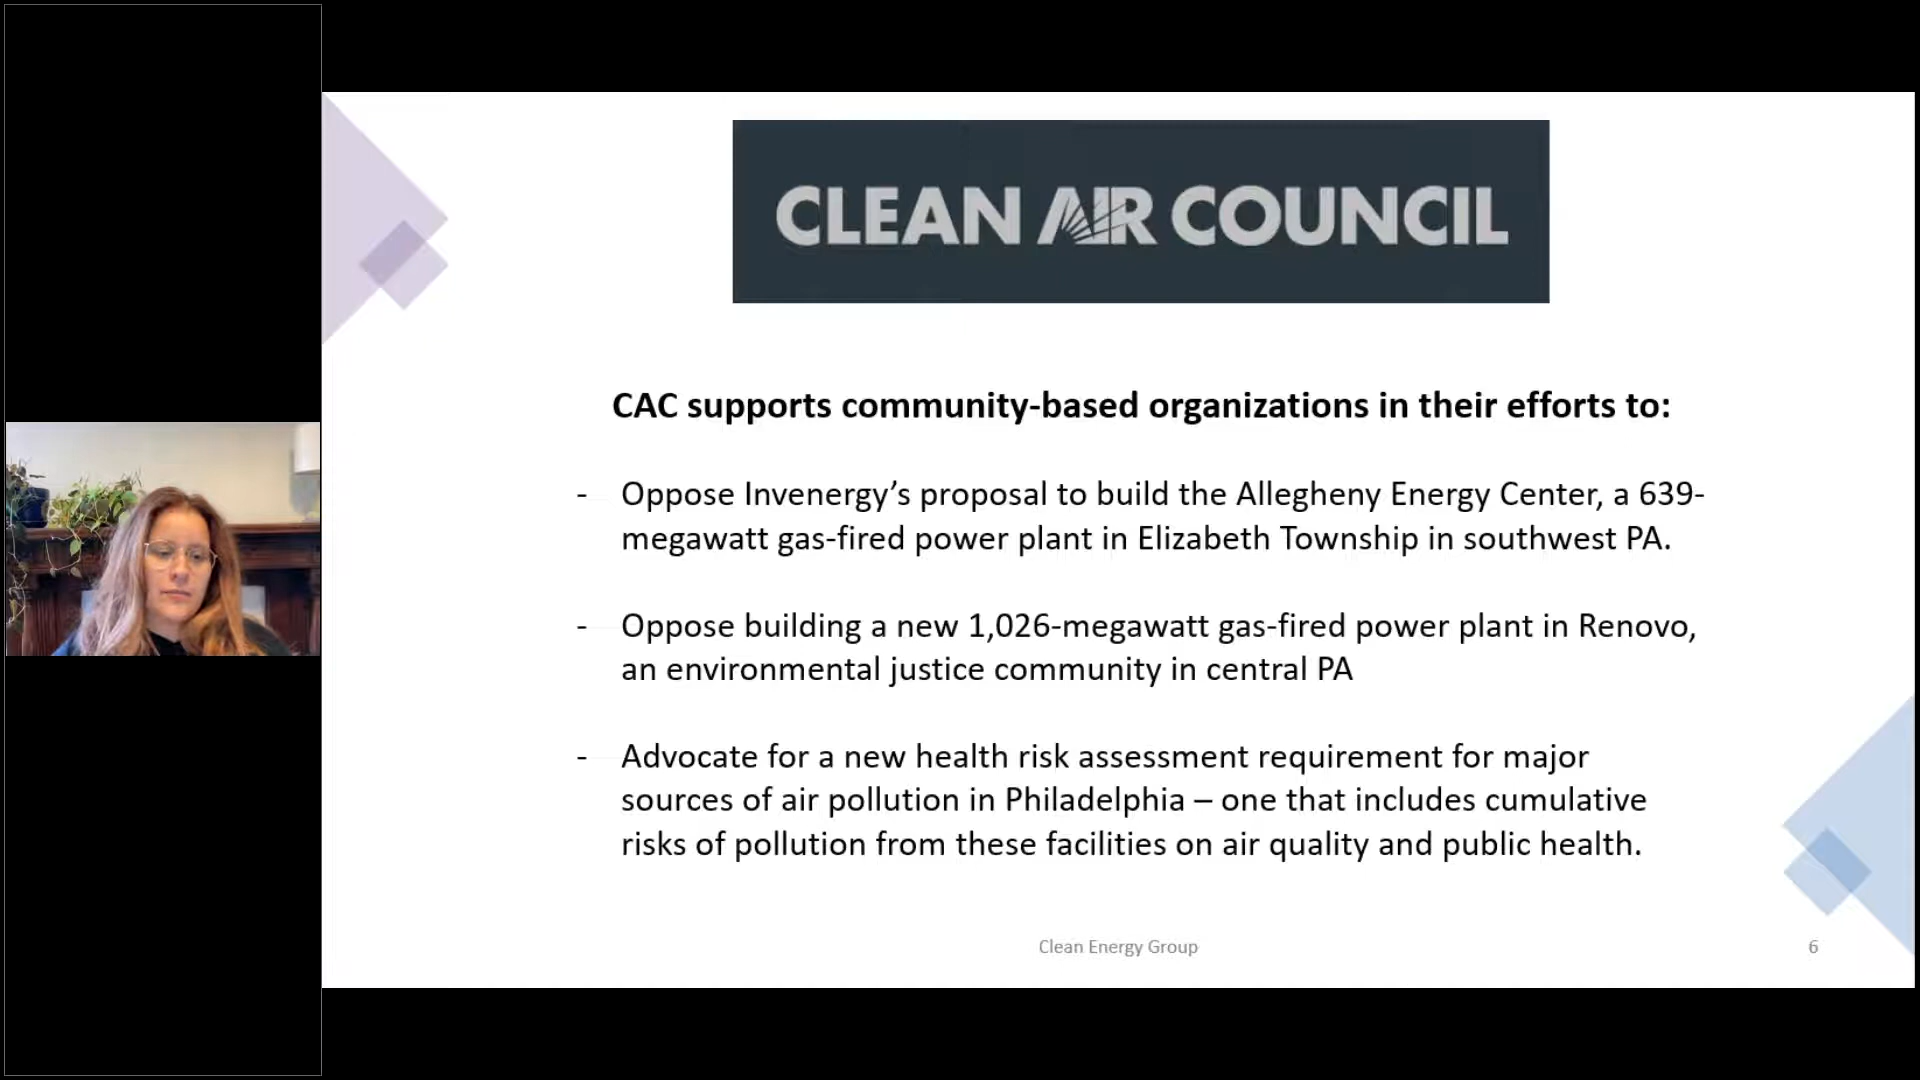 CLEAN AIR COUNCIL
CAC supports community-based organizations in their efforts to:
- Oppose Invenergy’s proposal to build the Allegheny Energy Center, a 639-
megawatt gas-fired power plant in Elizabeth Township in southwest PA.
- Oppose building a new 1,026-megawatt gas-fired power plant in Renovo,
an environmental justice community in central PA
- Advocate for a new health risk assessment requirement for major
sources of air pollution in Philadelphia – one that includes cumulative
risks of pollution from these facilities on air quality and public health.
Clean Energy Group
6